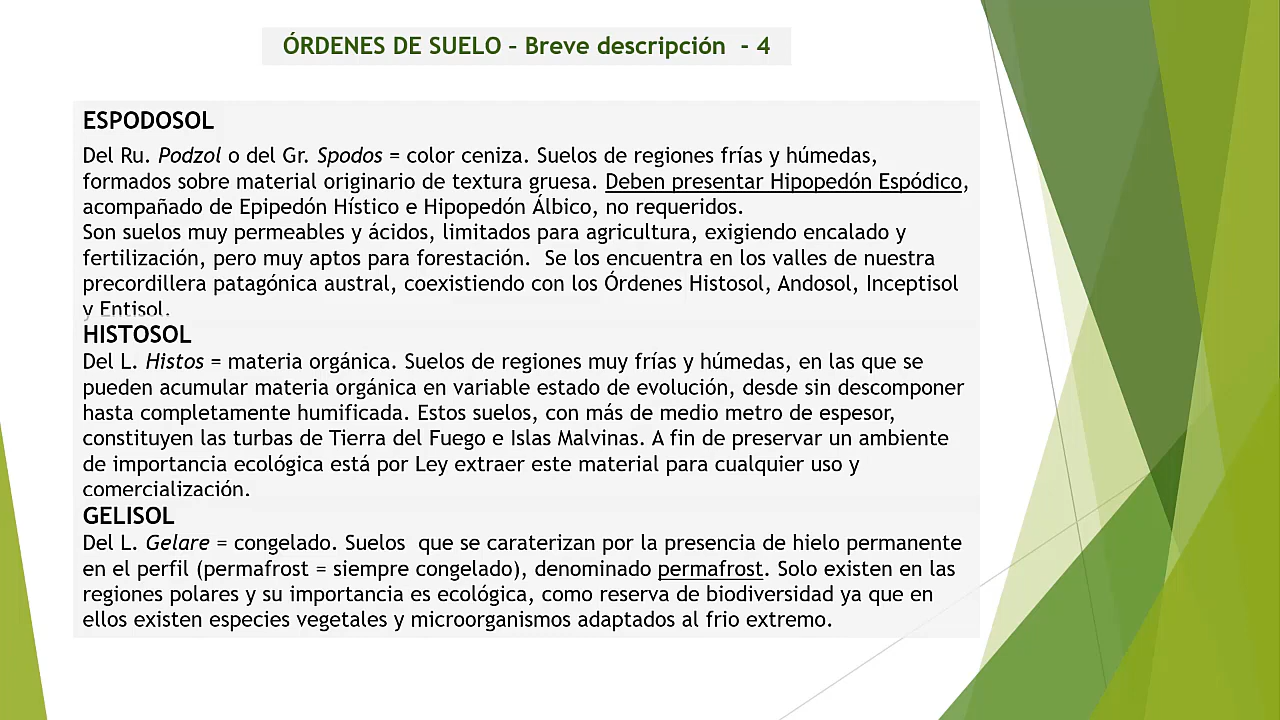 ÓRDENES DE SUELO – Breve descripción - 4
ESPODOSOL
Del Ru. Podzol o del Gr. Spodos = color ceniza. Suelos de regiones frías y húmedas,
formados sobre material originario de textura gruesa. Deben presentar Hipopedón Espódico,
acompañado de Epipedón Hístico e Hipopedón Álbico, no requeridos.
Son suelos muy permeables y ácidos, limitados para agricultura, exigiendo encalado y
fertilización, pero muy aptos para forestación. Se los encuentra en los valles de nuestra
precordillera patagónica austral, coexistiendo con los Órdenes Histosol, Andosol, Inceptisol
y Entisol.
HISTOSOL
Del L. Histos = materia orgánica. Suelos de regiones muy frías y húmedas, en las que se
pueden acumular materia orgánica en variable estado de evolución, desde sin descomponer
hasta completamente humificada. Estos suelos, con más de medio metro de espesor,
constituyen las turbas de Tierra del Fuego e Islas Malvinas. A fin de preservar un ambiente
de importancia ecológica está por Ley extraer este material para cualquier uso y
comercialización.
GELISOL
Del L. Gelare = congelado. Suelos que se caraterizan por la presencia de hielo permanente
en el perfil (permafrost = siempre congelado), denominado permafrost. Solo existen en las
regiones polares y su importancia es ecológica, como reserva de biodiversidad ya que en
ellos existen especies vegetales y microorganismos adaptados al frio extremo.